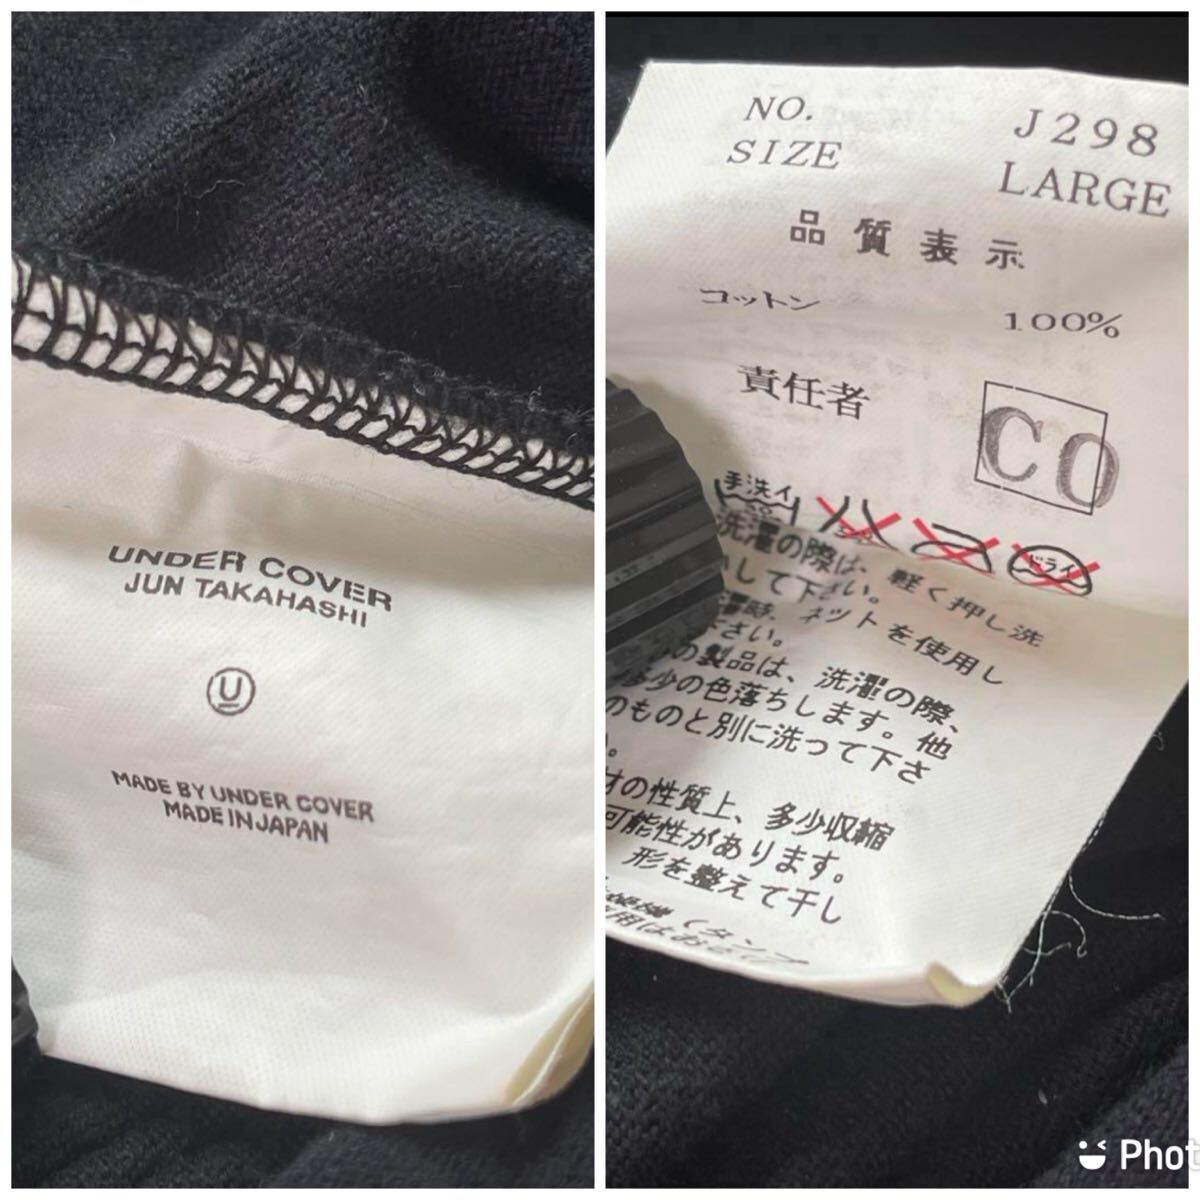 UNDER COVER
JUN TAKAHASHI
U
MADE BY UNDER COVER
MADE IN JAPAN
NO. J298
SIZE LARGE
品質表示
コットン 100%
責任者 CO
手洗イ
ドライ
洗濯の際は、軽く押し洗
して下さい。
時、ネットを使用し
さい。
の製品は、洗濯の際、
多少の色落ちします。他
のものと別に洗って下さ
。
の性質上、多少収縮
可能性があります。
形を整えて干し
Phot